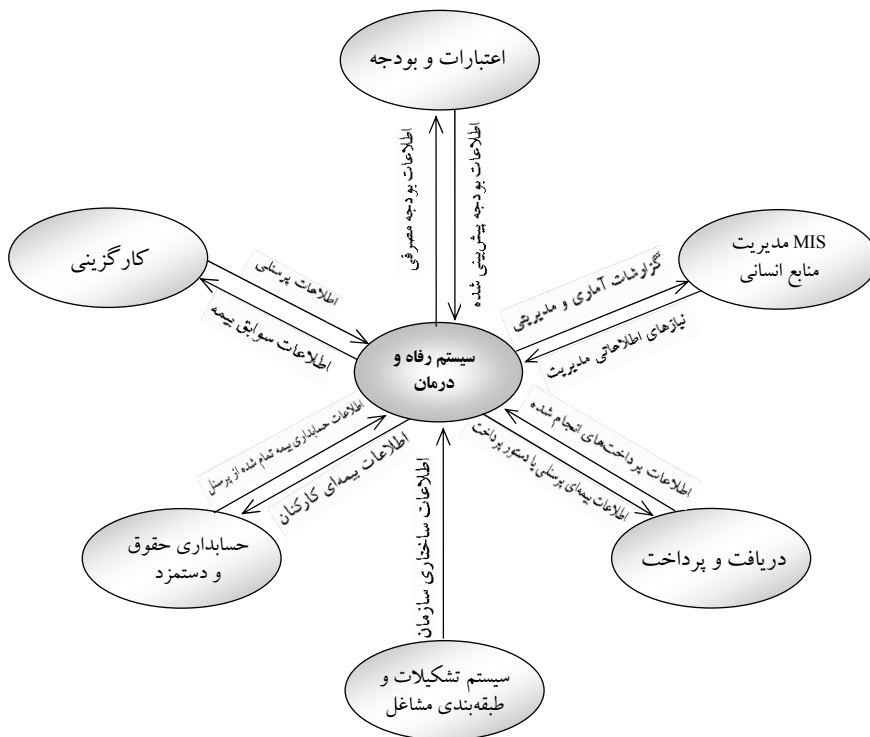 اعتبارات و بودجه
اطلاعات بودجه مصرفی
اطلاعات بودجه پیش‌بینی شده
MIS مدیریت
منابع انسانی
گزارشات آماری و مدیریتی
نیازهای اطلاعاتی مدیریت
کارگزینی
اطلاعات پرسنلی
اطلاعات سوابق بیمه
سیستم رفاه و
درمان
اطلاعات حسابداری بیمه تمام شده از پرسنل
اطلاعات بیمه‌ای کارکنان
اطلاعات پرداخت‌های انجام شده
اطلاعات بیمه‌ای پرسنلی یا دستور پرداخت
اطلاعات ساختاری سازمان
حسابداری حقوق
و دستمزد
دریافت و پرداخت
سیستم تشکیلات و
طبقه‌بندی مشاغل